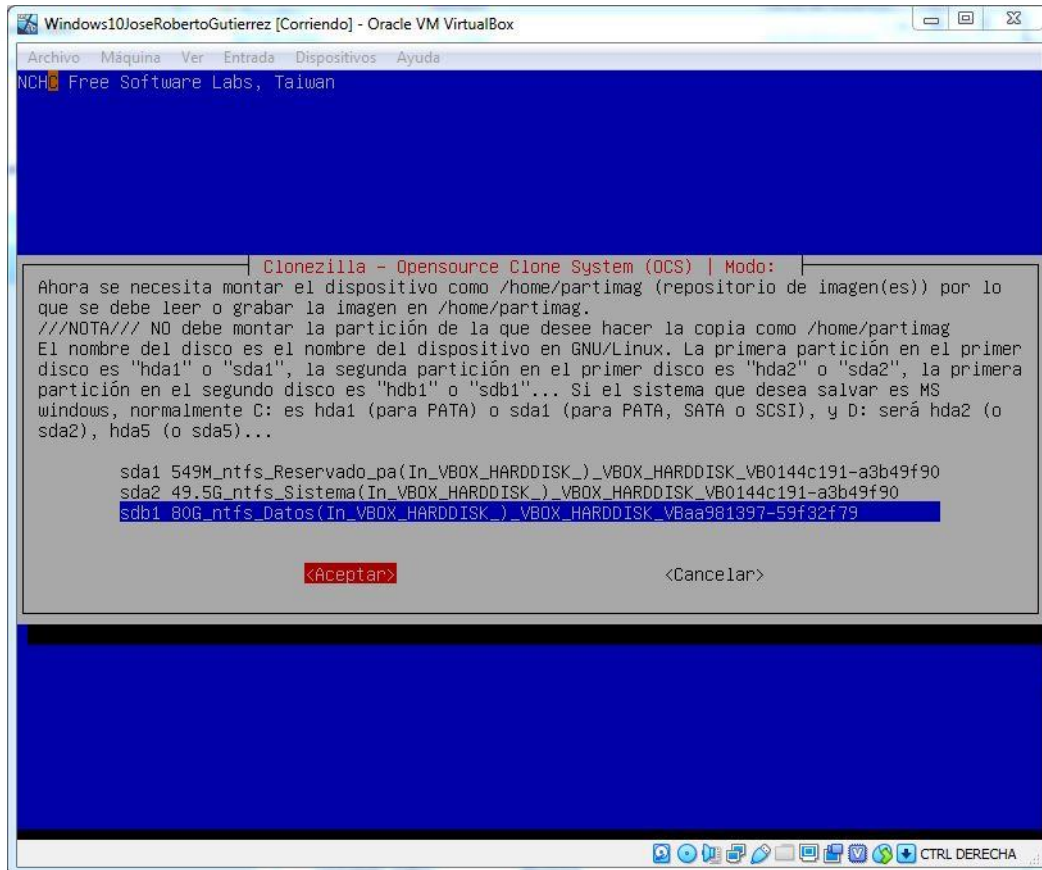 Windows10JoseRobertoGutierrez [Corriendo] - Oracle VM VirtualBox
Archivo Máquina Ver Entrada Dispositivos Ayuda
NCHC Free Software Labs, Taiwan
Clonezilla - Opensource Clone System (OCS) | Modo:
Ahora se necesita montar el dispositivo como /home/partimag (repositorio de imagen(es)) por lo
que se debe leer o grabar la imagen en /home/partimag.
///NOTA/// NO debe montar la partición de la que desee hacer la copia como /home/partimag
El nombre del disco es el nombre del dispositivo en GNU/Linux. La primera partición en el primer
disco es "hda1" o "sda1", la segunda partición en el primer disco es "hda2" o "sda2", la primera
partición en el segundo disco es "hdb1" o "sdb1"... Si el sistema que desea salvar es MS
windows, normalmente C: es hda1 (para PATA) o sda1 (para PATA, SATA o SCSI), y D: será hda2 (o
sda2), hda5 (o sda5)...
sda1 549M_ntfs_Reservado_pa(In_VBOX_HARDDISK_)_VBOX_HARDDISK_VB0144c191-a3b49f90
sda2 49.5G_ntfs_Sistema(In_VBOX_HARDDISK_)_VBOX_HARDDISK_VB0144c191-a3b49f90
sdb1 80G_ntfs_Datos(In_VBOX_HARDDISK_)_VBOX_HARDDISK_VBaa981397-59f32f79
<Aceptar> <Cancelar>
CTRL DERECHA